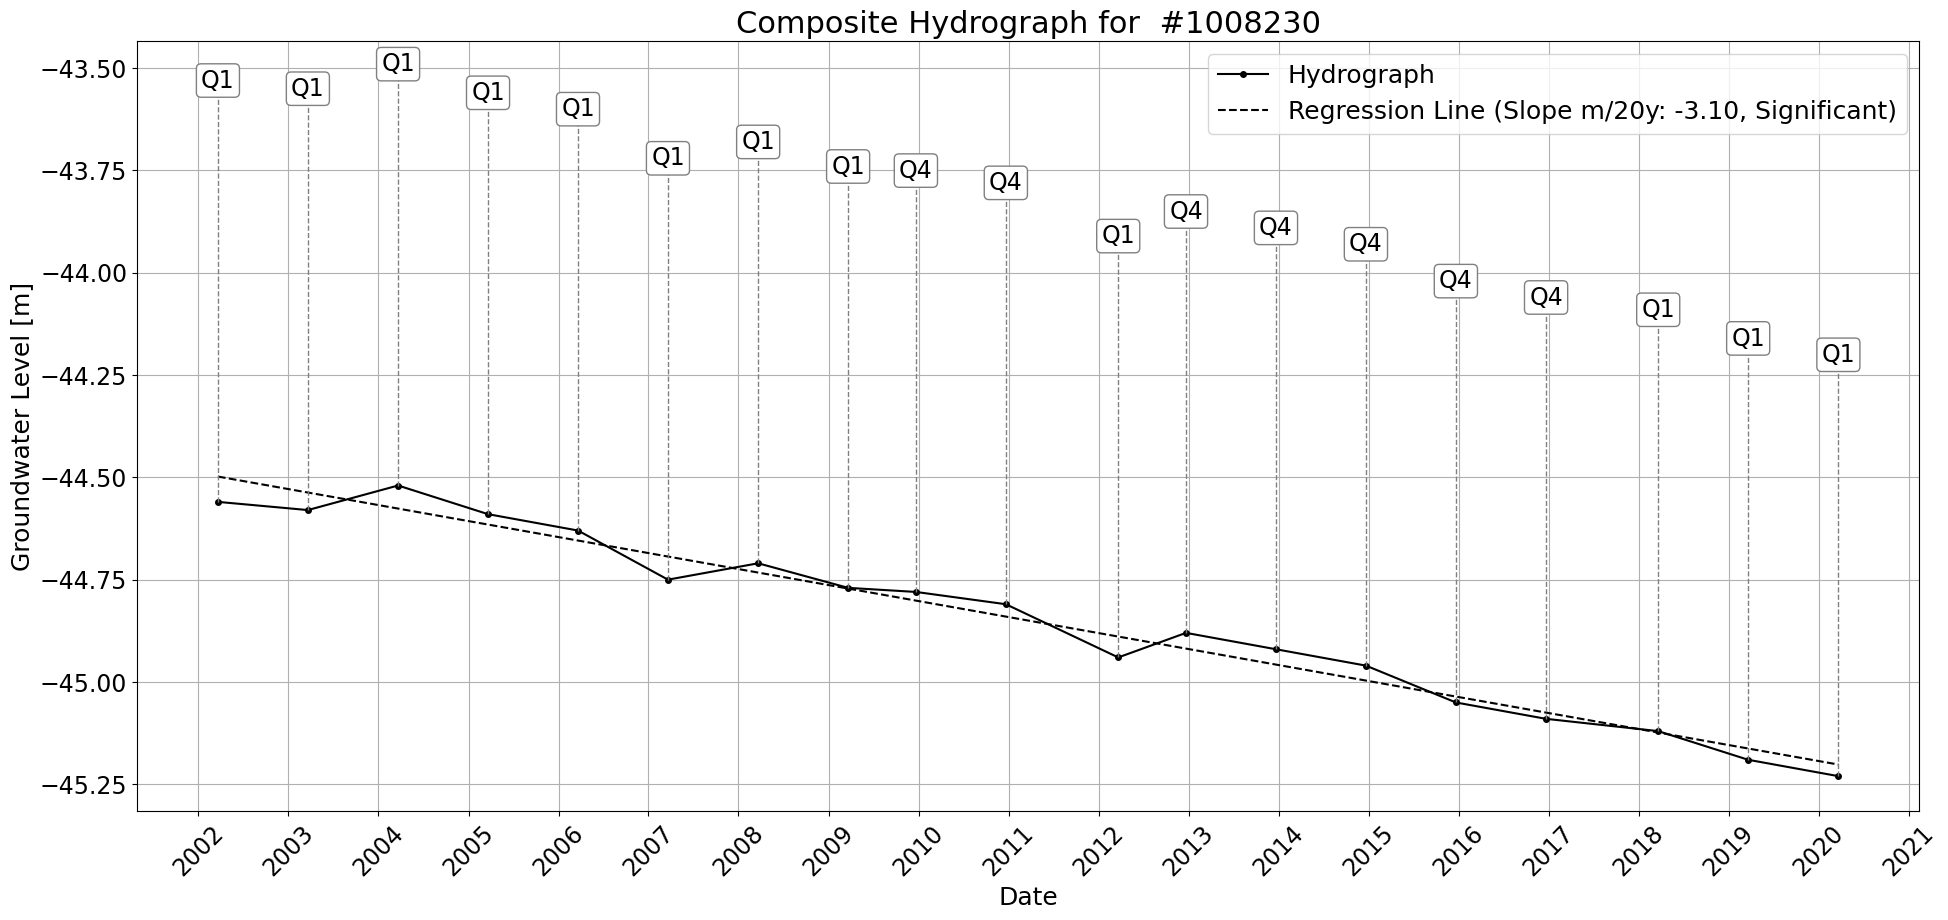 Composite Hydrograph for  #1008230
Hydrograph
Regression Line (Slope m/20y: -3.10, Significant)
Groundwater Level [m]
−43.50
−43.75
−44.00
−44.25
−44.50
−44.75
−45.00
−45.25
Q1
Q1
Q1
Q1
Q1
Q1
Q1
Q1
Q4
Q4
Q1
Q4
Q4
Q4
Q4
Q4
Q1
Q1
Q1
2002
2003
2004
2005
2006
2007
2008
2009
2010
2011
2012
2013
2014
2015
2016
2017
2018
2019
2020
2021
Date